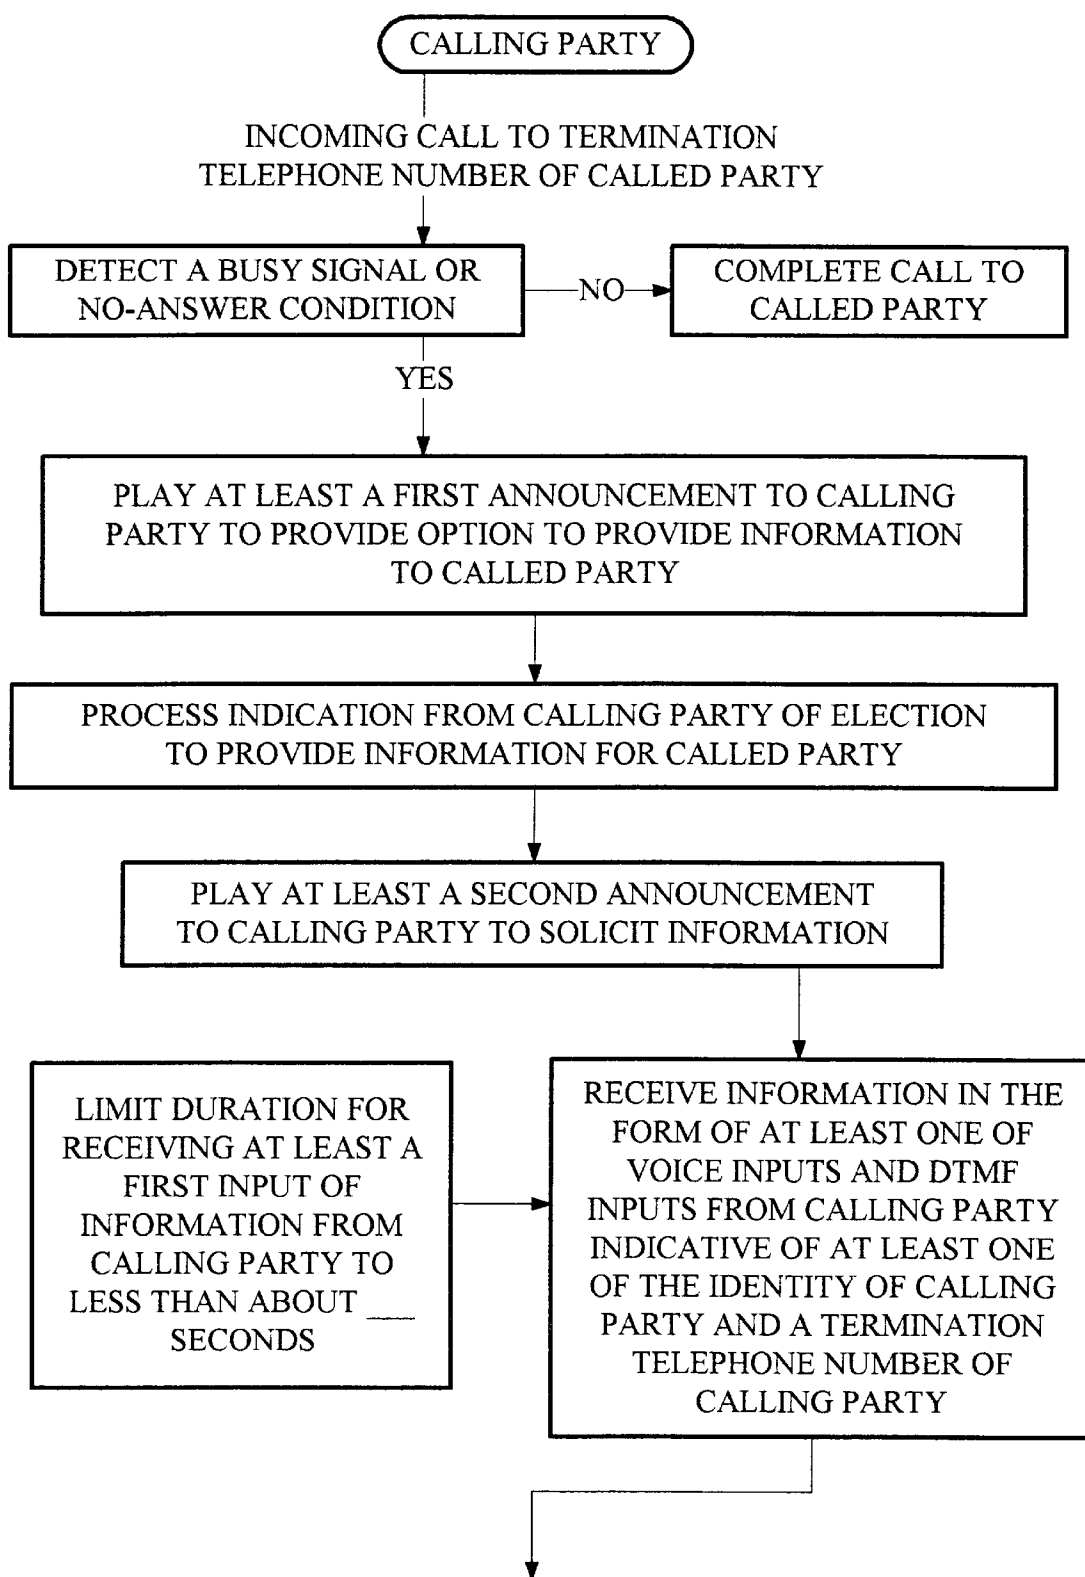 CALLING PARTY
INCOMING CALL TO TERMINATION
TELEPHONE NUMBER OF CALLED PARTY
DETECT A BUSY SIGNAL OR
NO-ANSWER CONDITION
NO
COMPLETE CALL TO
CALLED PARTY
YES
PLAY AT LEAST A FIRST ANNOUNCEMENT TO CALLING
PARTY TO PROVIDE OPTION TO PROVIDE INFORMATION
TO CALLED PARTY
PROCESS INDICATION FROM CALLING PARTY OF ELECTION
TO PROVIDE INFORMATION FOR CALLED PARTY
PLAY AT LEAST A SECOND ANNOUNCEMENT
TO CALLING PARTY TO SOLICIT INFORMATION
LIMIT DURATION FOR
RECEIVING AT LEAST A
FIRST INPUT OF
INFORMATION FROM
CALLING PARTY TO
LESS THAN ABOUT ___
SECONDS
RECEIVE INFORMATION IN THE
FORM OF AT LEAST ONE OF
VOICE INPUTS AND DTMF
INPUTS FROM CALLING PARTY
INDICATIVE OF AT LEAST ONE
OF THE IDENTITY OF CALLING
PARTY AND A TERMINATION
TELEPHONE NUMBER OF
CALLING PARTY